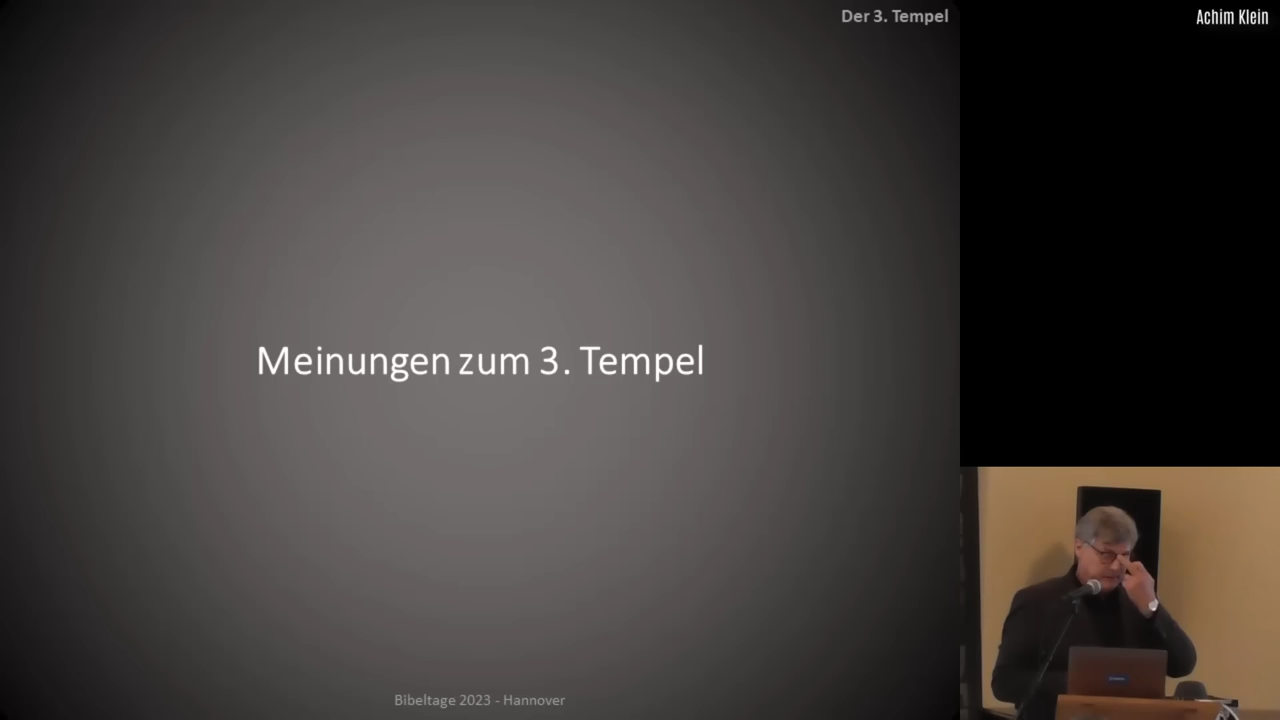 Der 3. Tempel
Achim Klein
Meinungen zum 3. Tempel
Bibeltage 2023 - Hannover